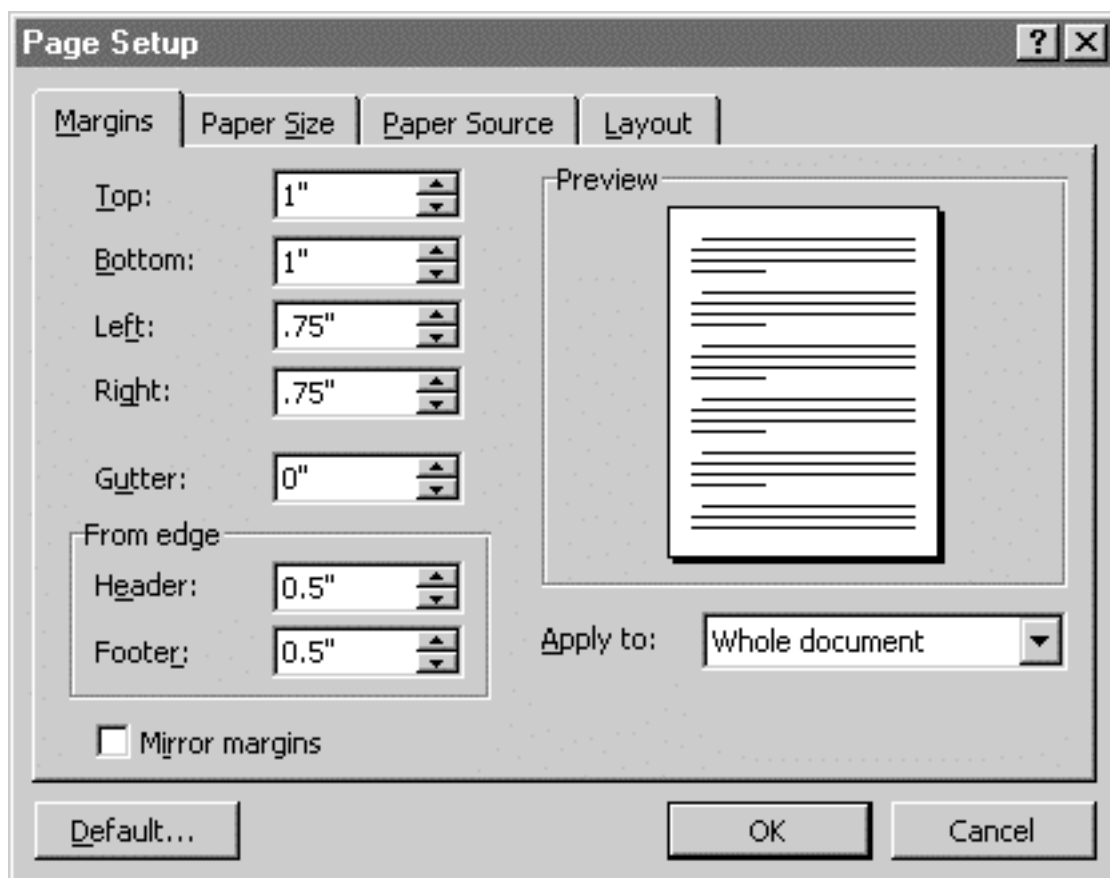 Page Setup
Margins Paper Size Paper Source Layout
Top: 1"
Bottom: 1"
Left: .75"
Right: .75"
Gutter: 0"
From edge
Header: 0.5"
Footer: 0.5"
Mirror margins
Preview
Apply to: Whole document
Default... OK Cancel